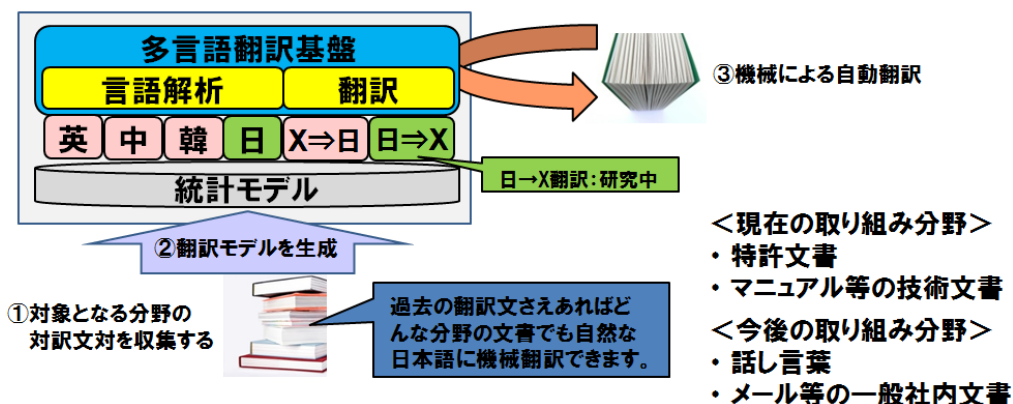 多言語翻訳基盤
言語解析
翻訳
英
中
韓
日
X⇒日
日⇒X
統計モデル
③機械による自動翻訳
日→X翻訳：研究中
②翻訳モデルを生成
①対象となる分野の
対訳文対を収集する
過去の翻訳文さえあればど
んな分野の文書でも自然な
日本語に機械翻訳できます。
＜現在の取り組み分野＞
・ 特許文書
・ マニュアル等の技術文書
＜今後の取り組み分野＞
・ 話し言葉
・ メール等の一般社内文書